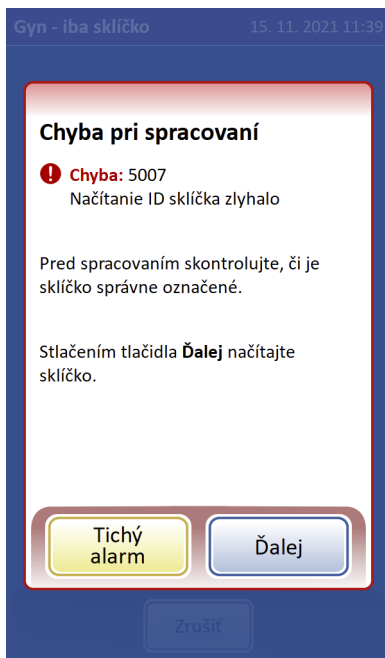 Gyn - iba sklíčko 15. 11. 2021 11:39
Chyba pri spracovaní
Chyba: 5007
Načítanie ID sklíčka zlyhalo
Pred spracovaním skontrolujte, či je
sklíčko správne označené.
Stlačením tlačidla Ďalej načítajte
sklíčko.
Tichý
alarm
Ďalej
Zrušiť